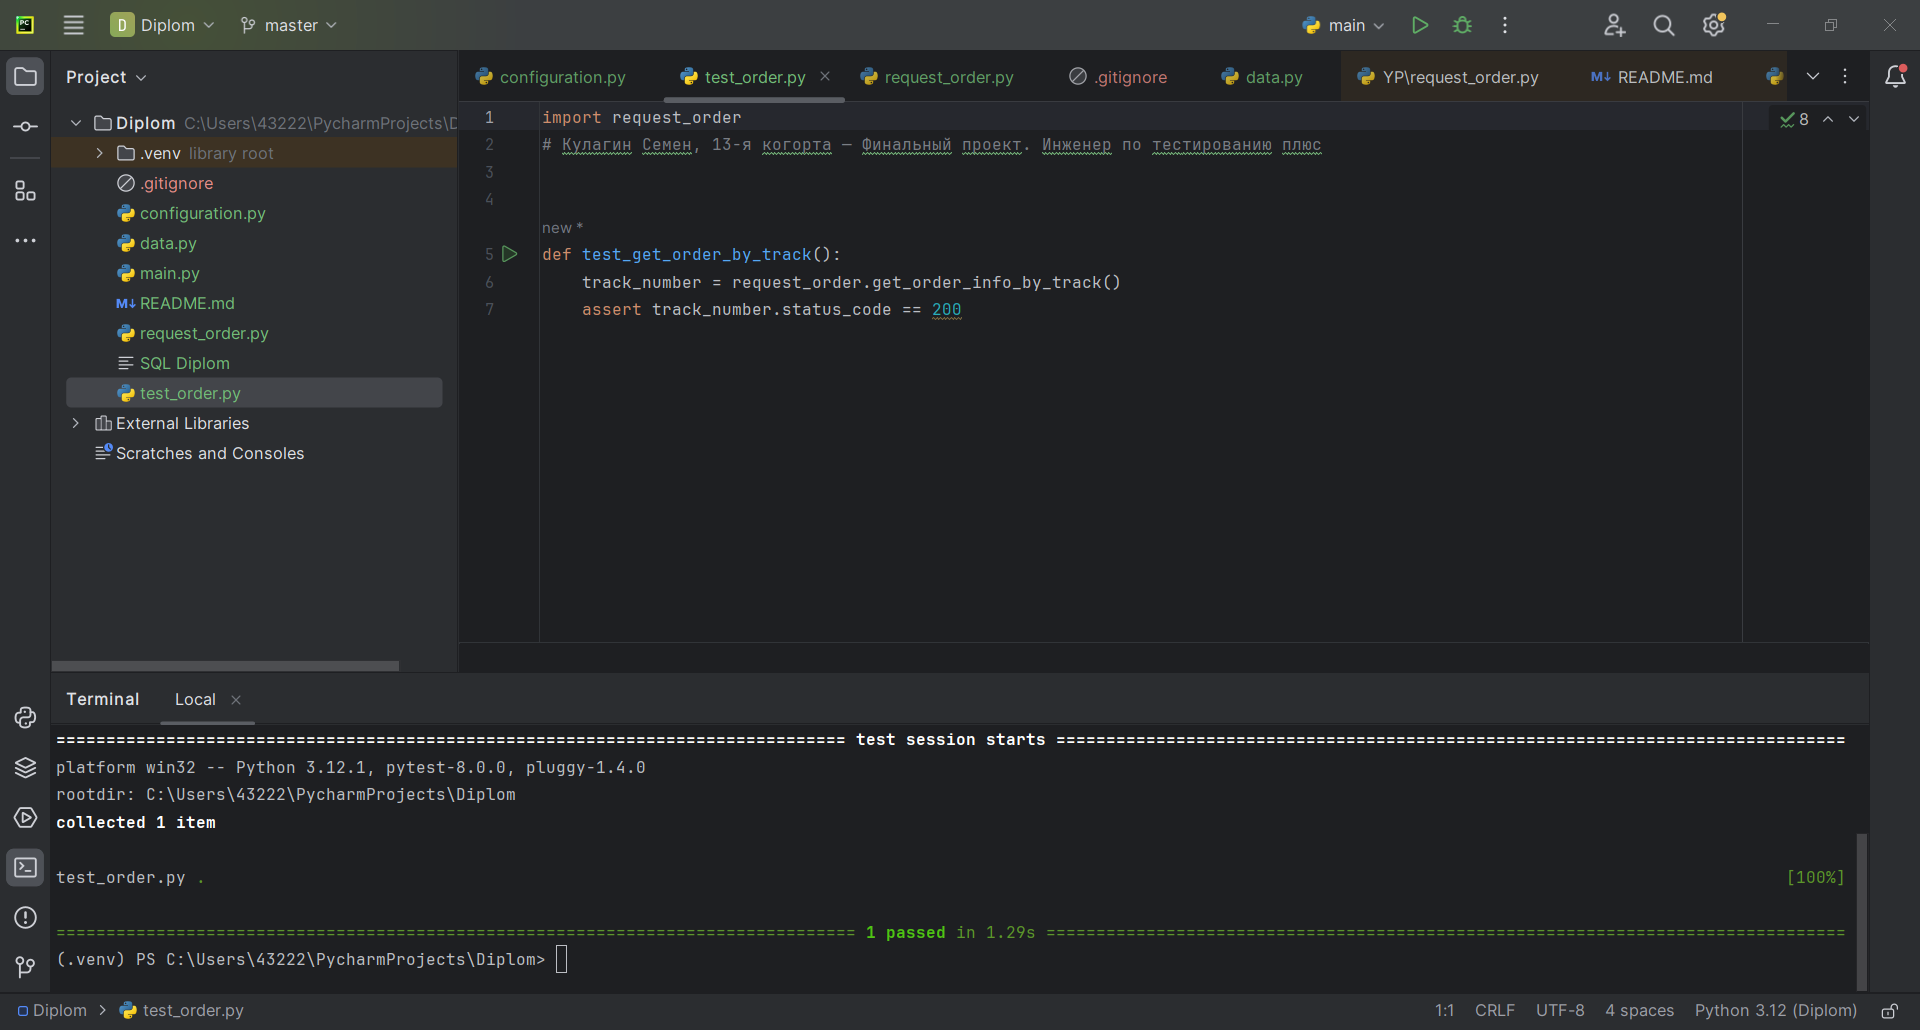 PC
D Diplom master main
Project
configuration.py test_order.py request_order.py .gitignore data.py YP\request_order.py M↓ README.md
Diplom C:\Users\43222\PycharmProjects\D
.venv library root
.gitignore
configuration.py
data.py
main.py
M↓ README.md
request_order.py
SQL Diplom
test_order.py
External Libraries
Scratches and Consoles
8
1 import request_order
2 # Кулагин Семен, 13-я когорта — Финальный проект. Инженер по тестированию плюс
3
4
new *
5 def test_get_order_by_track():
6 track_number = request_order.get_order_info_by_track()
7 assert track_number.status_code == 200
Terminal Local
=============================================================================== test session starts ===============================================================================
platform win32 -- Python 3.12.1, pytest-8.0.0, pluggy-1.4.0
rootdir: C:\Users\43222\PycharmProjects\Diplom
collected 1 item
test_order.py . [100%]
================================================================================ 1 passed in 1.29s ================================================================================
(.venv) PS C:\Users\43222\PycharmProjects\Diplom>
Diplom > test_order.py 1:1 CRLF UTF-8 4 spaces Python 3.12 (Diplom)